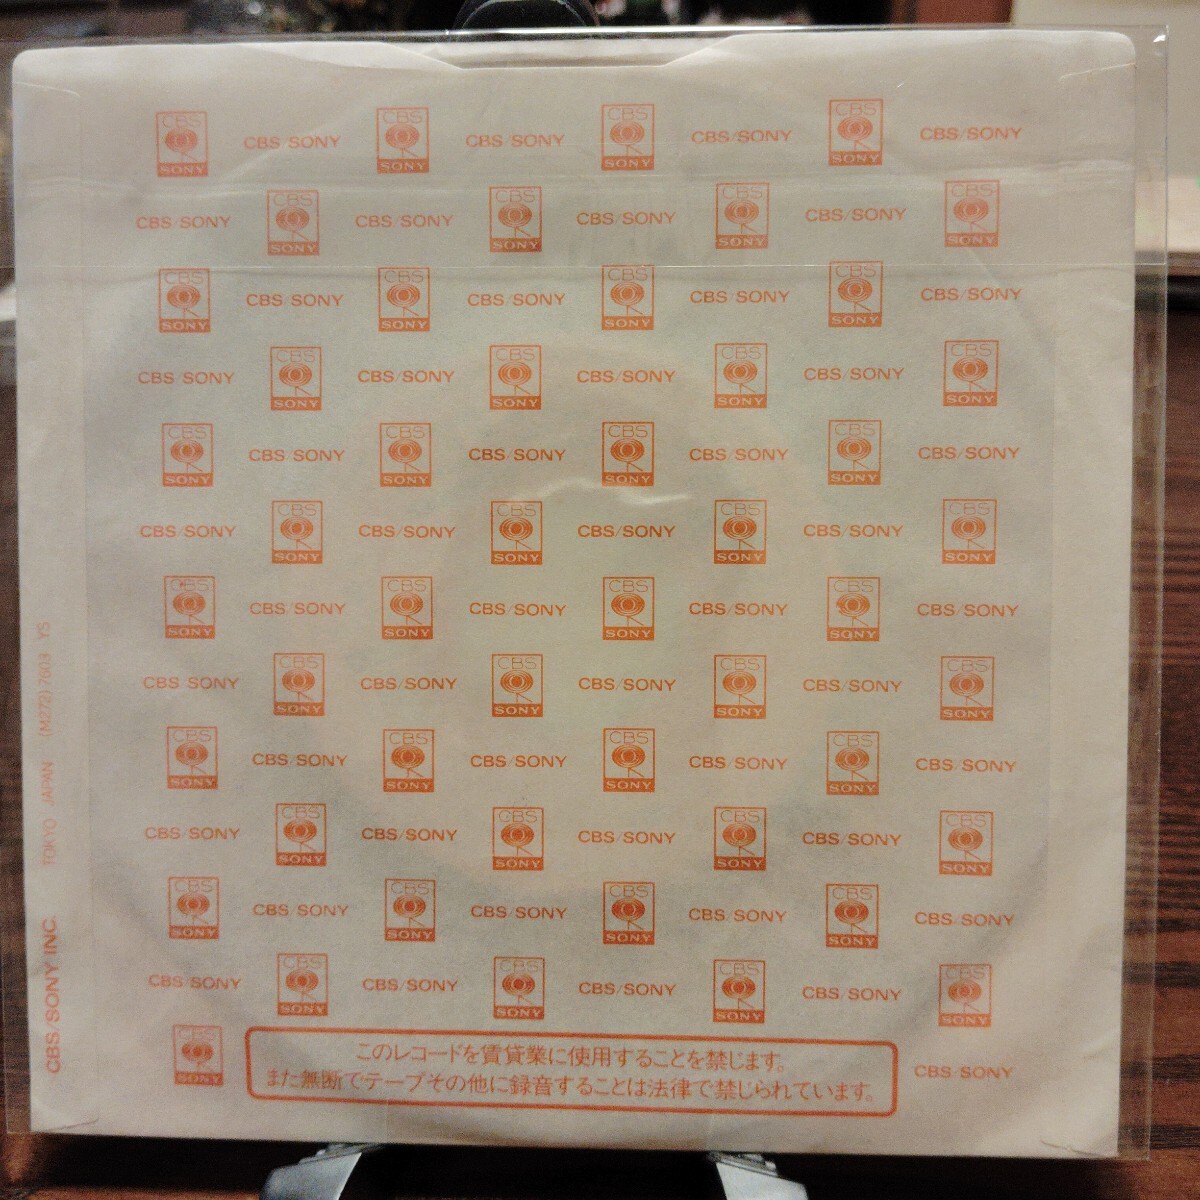 CBS SONY CBS/SONY CBS SONY CBS/SONY CBS SONY CBS/SONY CBS SONY CBS/SONY
CBS/SONY CBS SONY CBS/SONY CBS SONY CBS/SONY CBS SONY CBS/SONY CBS SONY
CBS SONY CBS/SONY CBS SONY CBS/SONY CBS SONY CBS/SONY CBS SONY CBS/SONY
CBS/SONY CBS SONY CBS/SONY CBS SONY CBS/SONY CBS SONY CBS/SONY CBS SONY
CBS SONY CBS/SONY CBS SONY CBS/SONY CBS SONY CBS/SONY CBS SONY CBS/SONY
CBS/SONY CBS SONY CBS/SONY CBS SONY CBS/SONY CBS SONY CBS/SONY CBS SONY
CBS SONY CBS/SONY CBS SONY CBS/SONY CBS SONY CBS/SONY CBS SONY CBS/SONY
CBS/SONY CBS SONY CBS/SONY CBS SONY CBS/SONY CBS SONY CBS/SONY CBS SONY
CBS SONY CBS/SONY CBS SONY CBS/SONY CBS SONY CBS/SONY CBS SONY CBS/SONY
CBS/SONY CBS SONY CBS/SONY CBS SONY CBS/SONY CBS SONY CBS/SONY CBS SONY
CBS SONY CBS/SONY CBS SONY CBS/SONY CBS SONY CBS/SONY CBS SONY CBS/SONY
CBS/SONY CBS SONY CBS/SONY CBS SONY CBS/SONY CBS SONY CBS/SONY CBS SONY
CBS SONY
このレコードを賃貸業に使用することを禁じます。
また無断でテープその他に録音することは法律で禁じられています。
CBS/SONY
CBS/SONY INC. TOKYO JAPAN (M272) 7603 YS